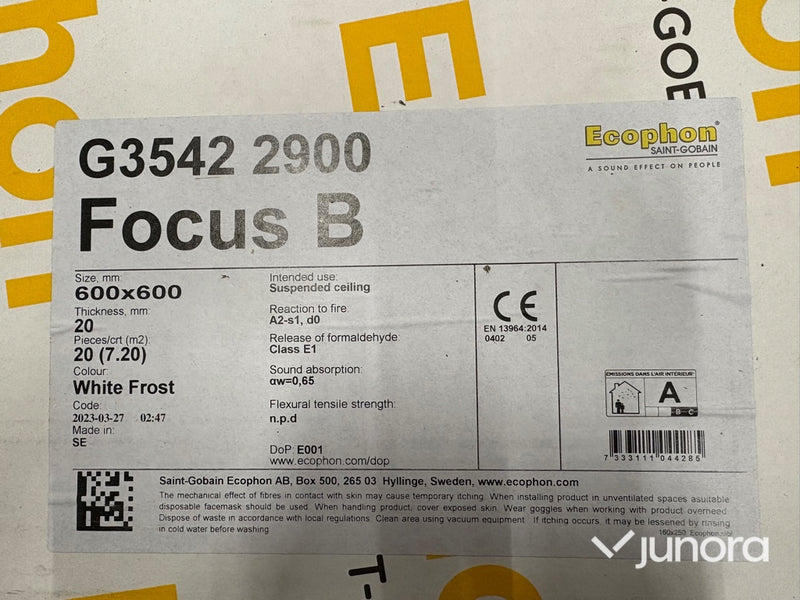 hon
E
T-GOE
on
G3542 2900
Focus B
Ecophon®
SAINT-GOBAIN
A SOUND EFFECT ON PEOPLE
Size, mm:
600x600
Thickness, mm:
20
Pieces/crt (m2):
20 (7.20)
Colour:
White Frost
Code:
2023-03-27 02:47
Made in:
SE
Intended use:
Suspended ceiling
Reaction to fire:
A2-s1, d0
Release of formaldehyde:
Class E1
Sound absorption:
αw=0,65
Flexural tensile strength:
n.p.d
DoP: E001
www.ecophon.com/dop
CE
EN 13964:2014
0402 05
ÉMISSIONS DANS L'AIR INTÉRIEUR
A
B C
7 333111 044285
Saint-Gobain Ecophon AB, Box 500, 265 03 Hyllinge, Sweden, www.ecophon.com
The mechanical effect of fibres in contact with skin may cause temporary itching. When installing product in unventilated spaces asuitable
disposable facemask should be used. When handling product, cover exposed skin. Wear goggles when working with product overheed
Dispose of waste in accordance with local regulations. Clean area using vacuum equipment. If itching occurs, it may be lessened by rinsing
in cold water before washing
160x250
junora
T-